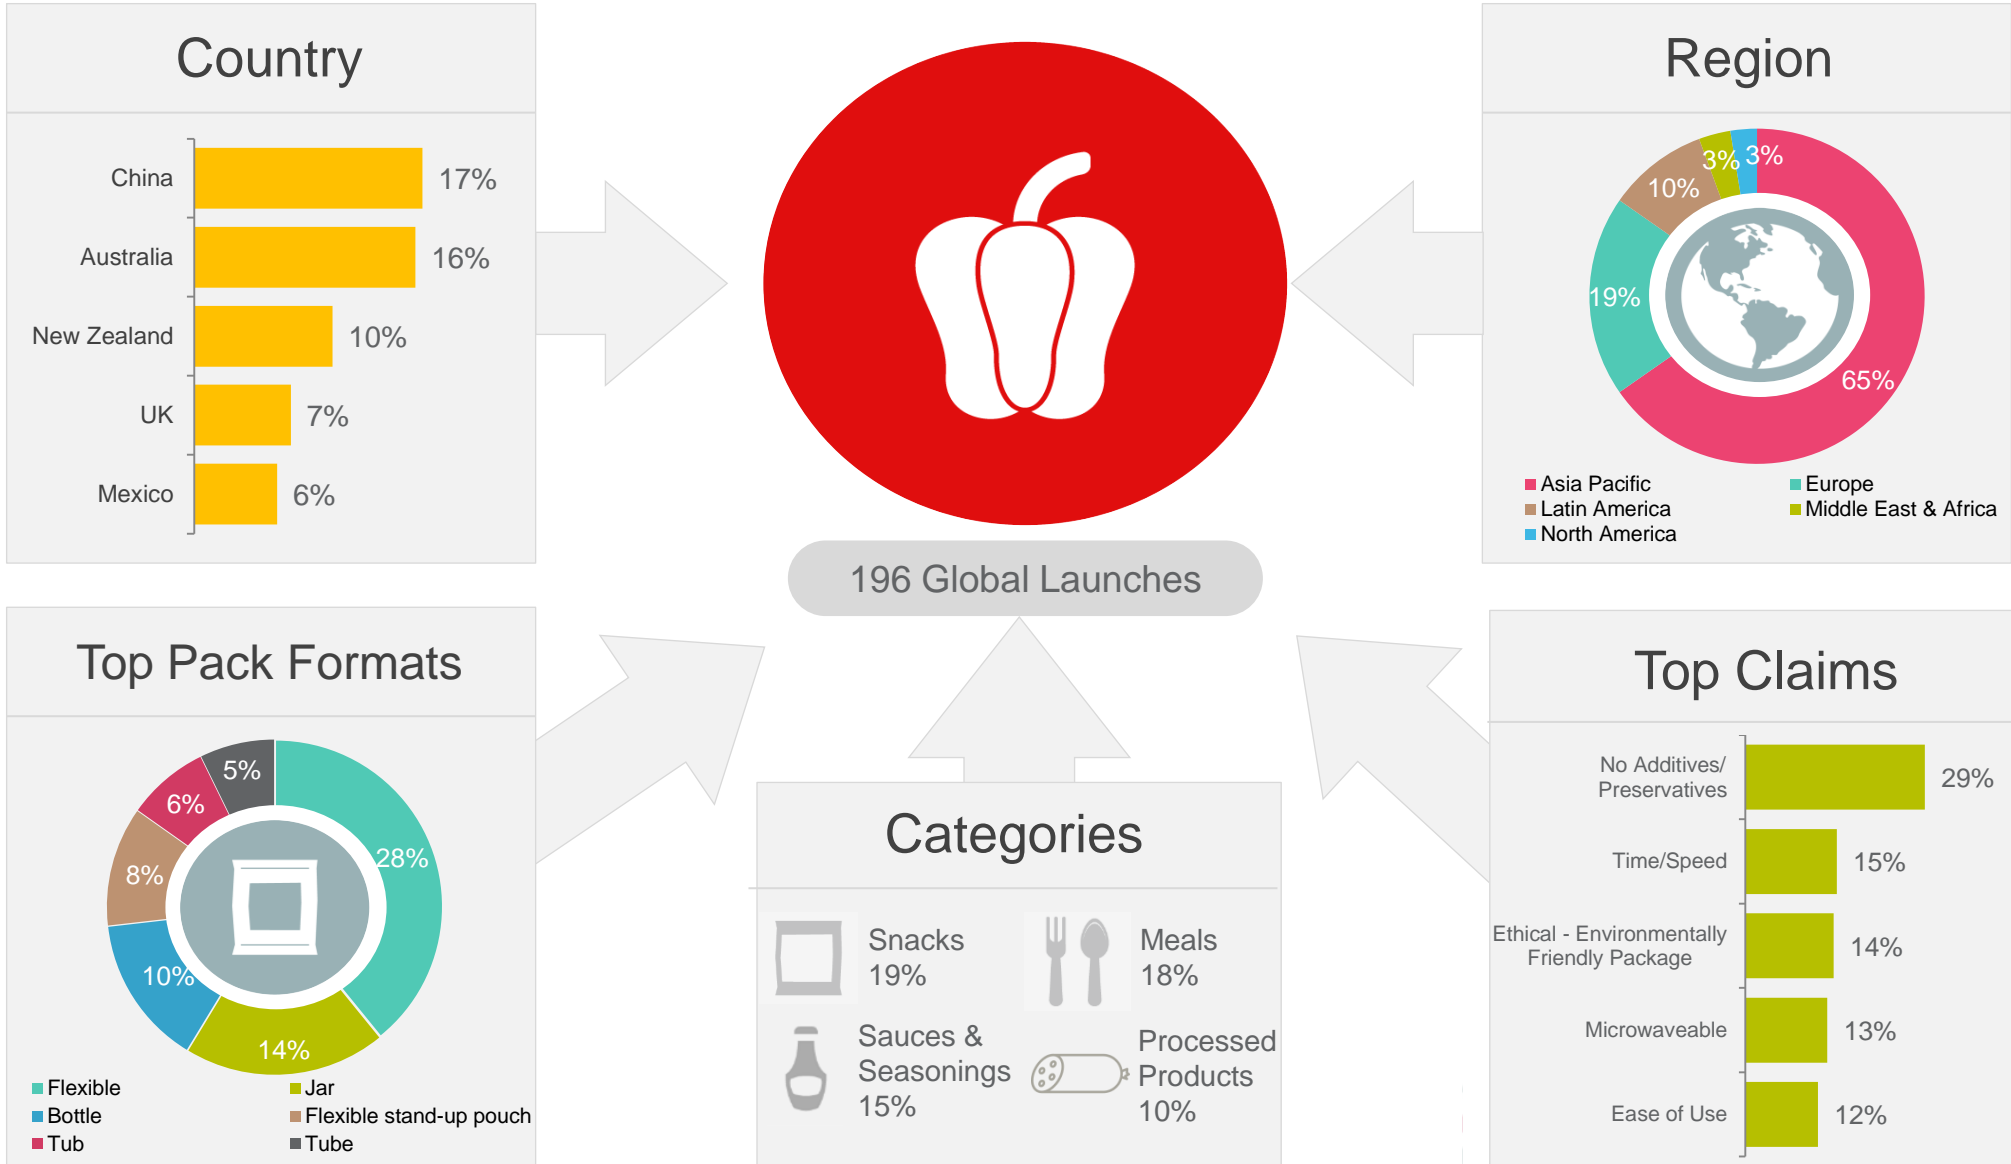 Country
China
17%
Australia
16%
New Zealand
10%
UK
7%
Mexico
6%
196 Global Launches
Region
3%
3%
10%
19%
65%
Asia Pacific
Europe
Latin America
Middle East & Africa
North America
Top Pack Formats
5%
6%
28%
8%
10%
14%
Flexible
Jar
Bottle
Flexible stand-up pouch
Tub
Tube
Categories
Snacks
19%
Meals
18%
Sauces &
Seasonings
15%
Processed
Products
10%
Top Claims
No Additives/
Preservatives
29%
Time/Speed
15%
Ethical - Environmentally
Friendly Package
14%
Microwaveable
13%
Ease of Use
12%